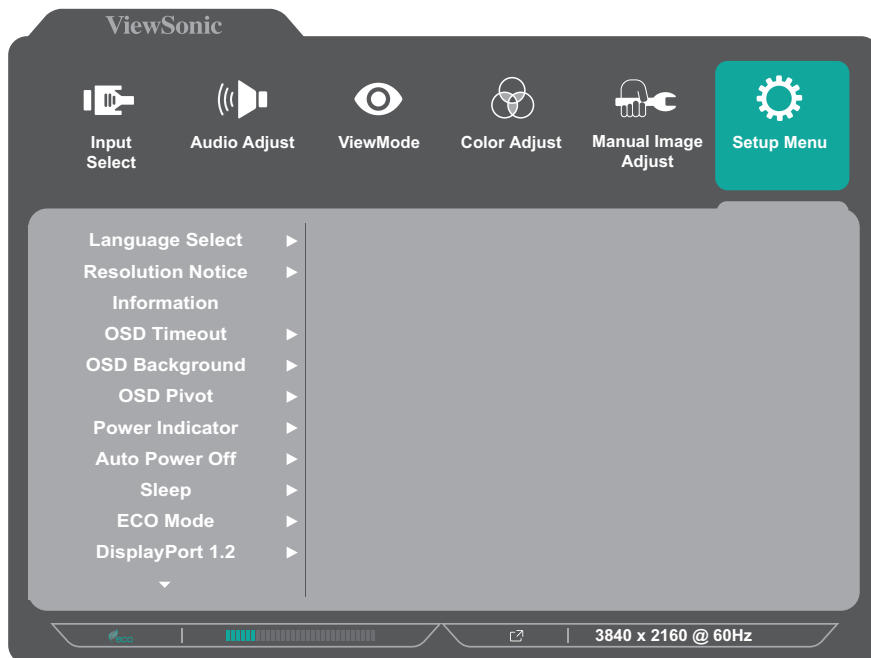 ViewSonic
Input
Select
Audio Adjust
ViewMode
Color Adjust
Manual Image
Adjust
Setup Menu
Language Select
Resolution Notice
Information
OSD Timeout
OSD Background
OSD Pivot
Power Indicator
Auto Power Off
Sleep
ECO Mode
DisplayPort 1.2
eco
3840 x 2160 @ 60Hz